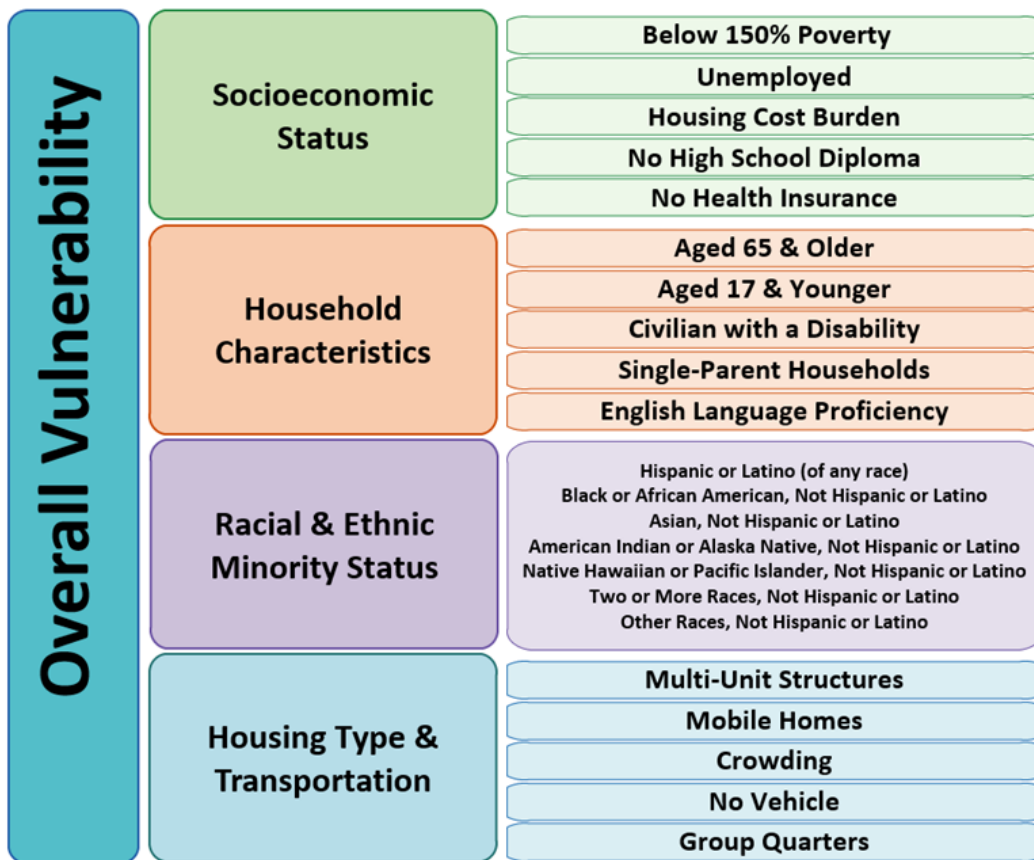 Overall Vulnerability
Socioeconomic
Status
Below 150% Poverty
Unemployed
Housing Cost Burden
No High School Diploma
No Health Insurance
Household
Characteristics
Aged 65 & Older
Aged 17 & Younger
Civilian with a Disability
Single-Parent Households
English Language Proficiency
Racial & Ethnic
Minority Status
Hispanic or Latino (of any race)
Black or African American, Not Hispanic or Latino
Asian, Not Hispanic or Latino
American Indian or Alaska Native, Not Hispanic or Latino
Native Hawaiian or Pacific Islander, Not Hispanic or Latino
Two or More Races, Not Hispanic or Latino
Other Races, Not Hispanic or Latino
Housing Type &
Transportation
Multi-Unit Structures
Mobile Homes
Crowding
No Vehicle
Group Quarters